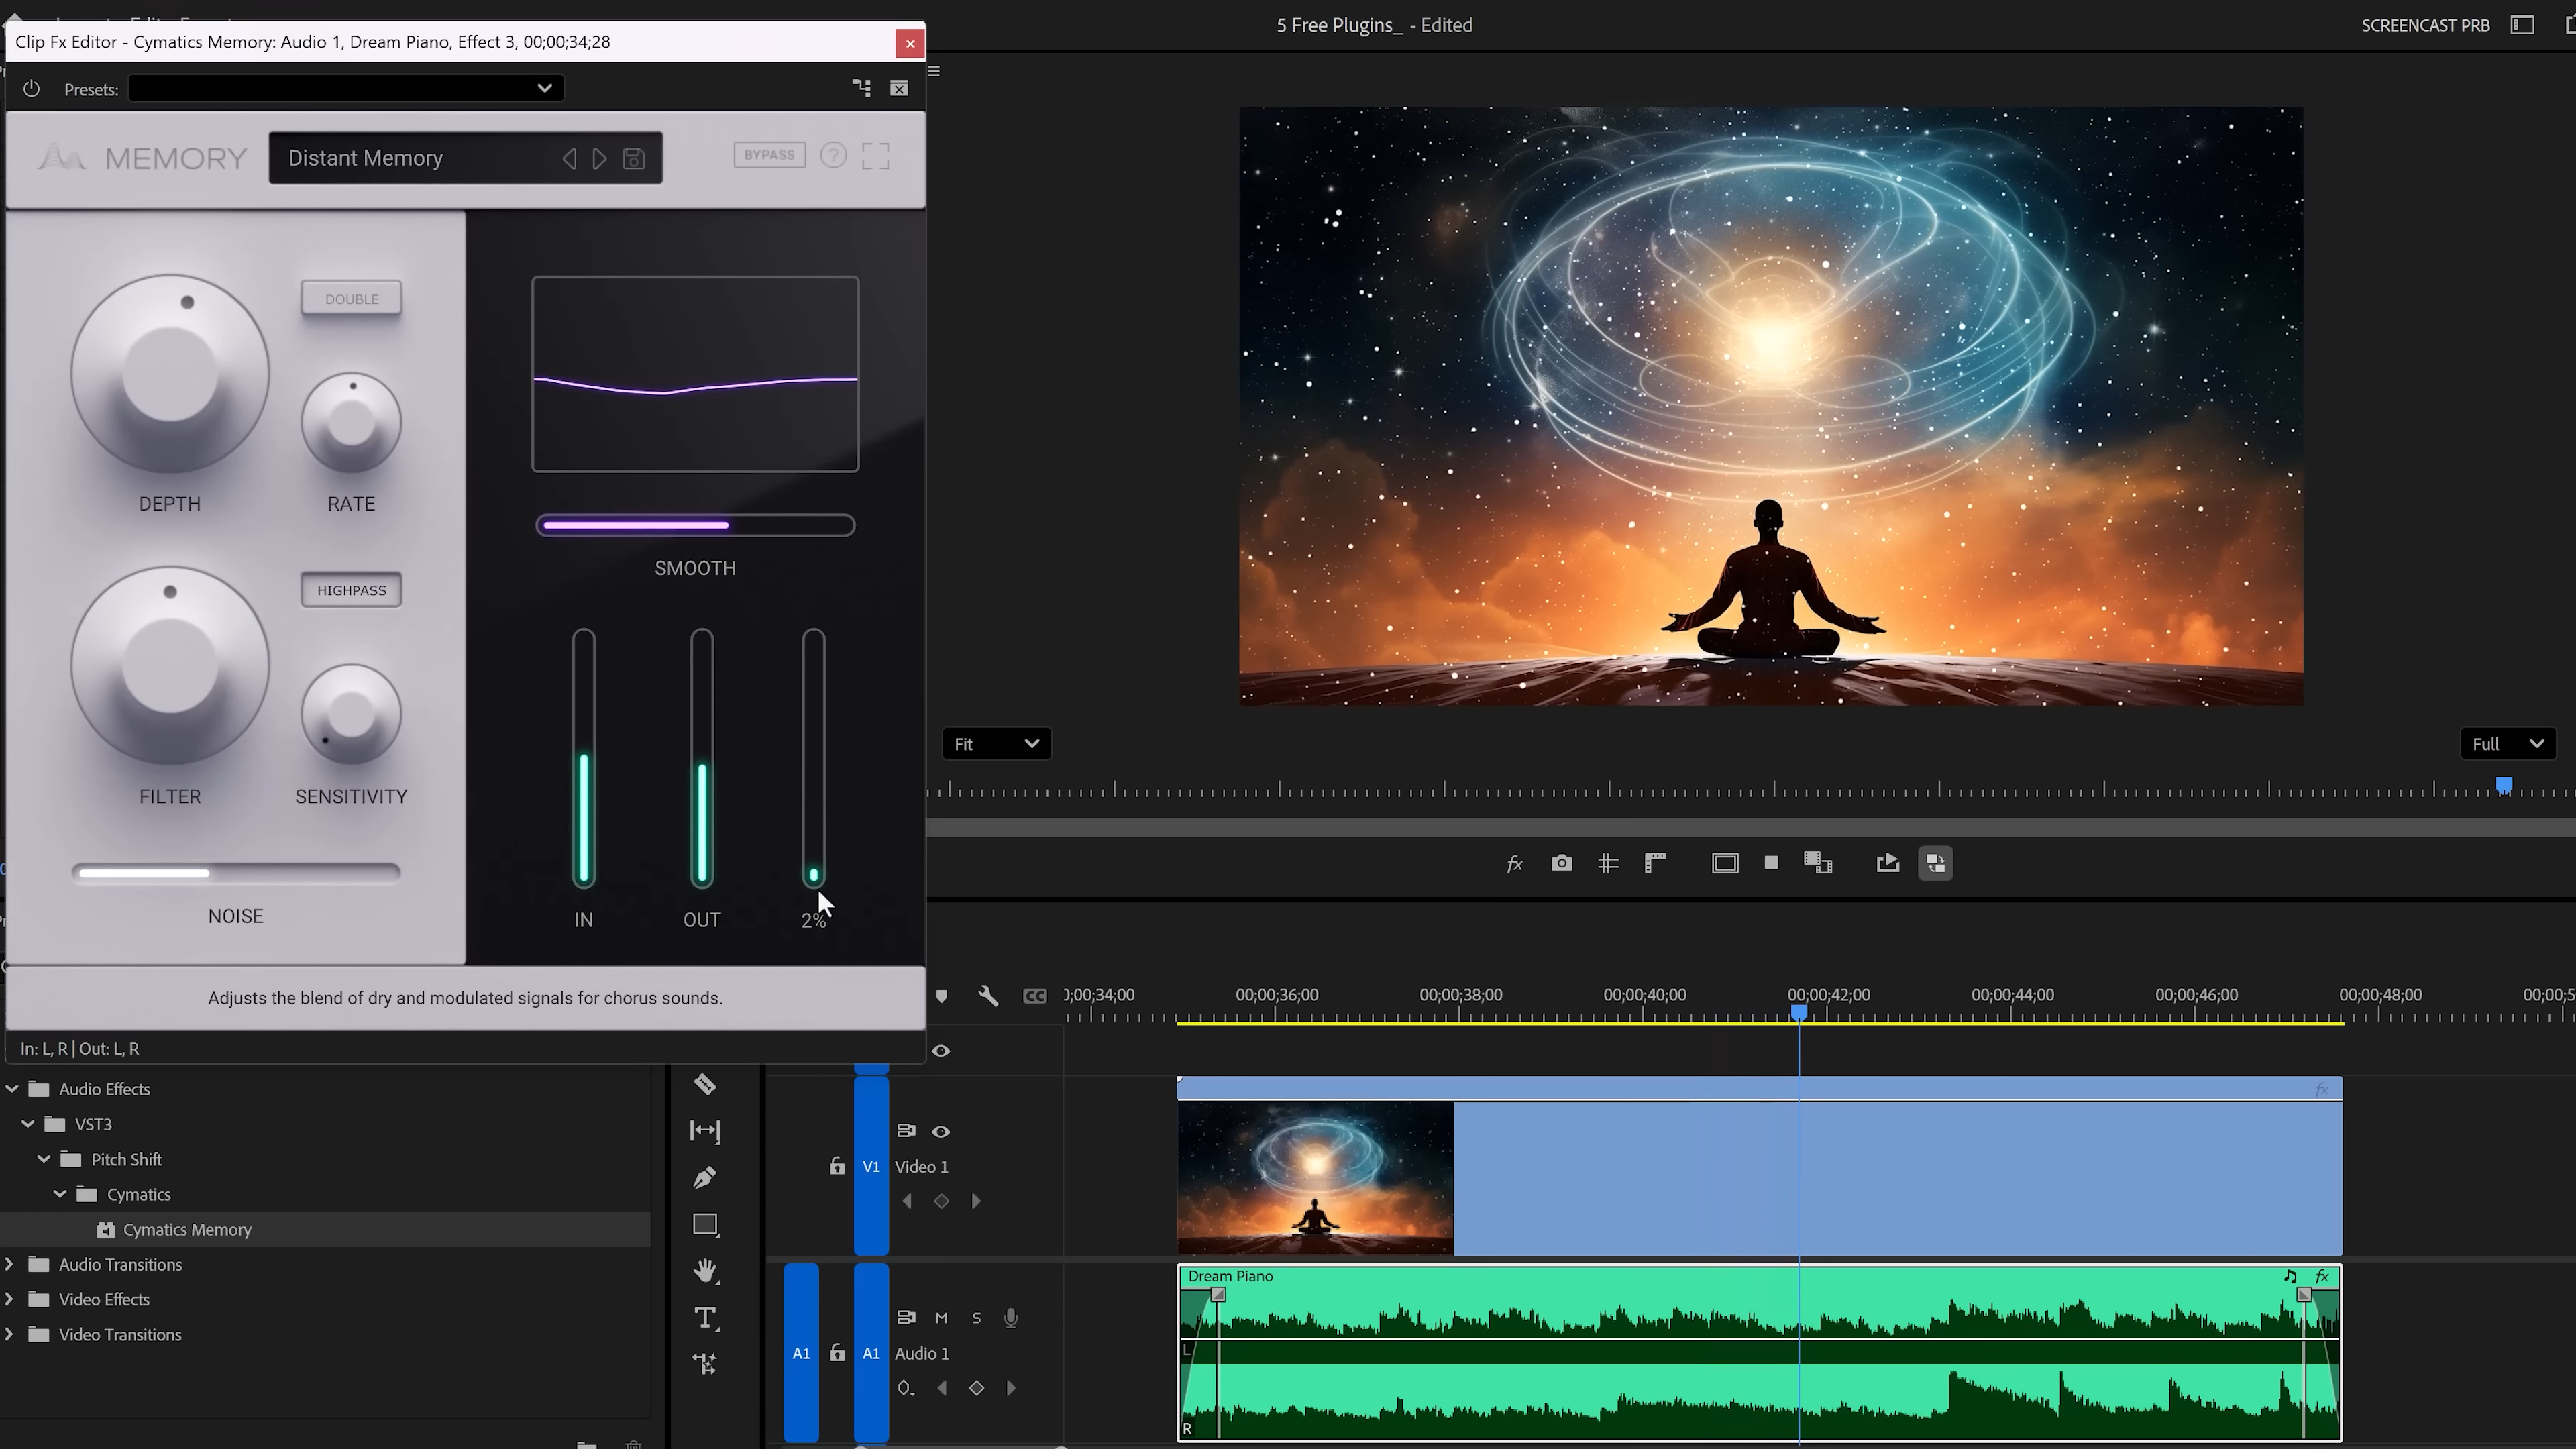 5 Free Plugins_ - Edited
SCREENCAST PRB
Clip Fx Editor - Cymatics Memory: Audio 1, Dream Piano, Effect 3, 00;00;34;28
Presets:
MEMORY
Distant Memory
BYPASS
?
DOUBLE
DEPTH
RATE
SMOOTH
HIGHPASS
FILTER
SENSITIVITY
NOISE
IN
OUT
2%
Adjusts the blend of dry and modulated signals for chorus sounds.
In: L, R | Out: L, R
Fit
Full
fx
CC
;00;34;00
00;00;36;00
00;00;38;00
00;00;40;00
00;00;42;00
00;00;44;00
00;00;46;00
00;00;48;00
00;00;5
Audio Effects
VST3
Pitch Shift
Cymatics
Cymatics Memory
Audio Transitions
Video Effects
Video Transitions
V1
Video 1
fx
A1
A1
M
S
Audio 1
Dream Piano
fx
L
R